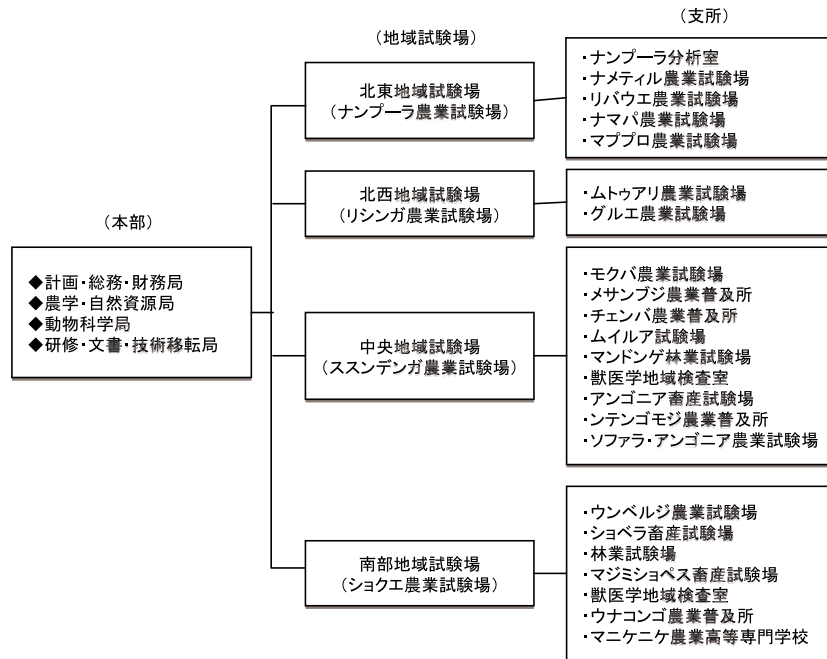 (支所)
(地域試験場)
(本部)
◆計画・総務・財務局
◆農学・自然資源局
◆動物科学局
◆研修・文書・技術移転局
北東地域試験場
(ナンプーラ農業試験場)
・ナンプーラ分析室
・ナメティル農業試験場
・リバウエ農業試験場
・ナマパ農業試験場
・マププロ農業試験場
北西地域試験場
(リシンガ農業試験場)
・ムトゥアリ農業試験場
・グルエ農業試験場
中央地域試験場
(ススンデンガ農業試験場)
・モクバ農業試験場
・メサンブジ農業普及所
・チェンバ農業普及所
・ムイルア試験場
・マンドンゲ林業試験場
・獣医学地域検査室
・アンゴニア畜産試験場
・ンテンゴモジ農業普及所
・ソファラ・アンゴニア農業試験場
南部地域試験場
(ショクエ農業試験場)
・ウンベルジ農業試験場
・ショベラ畜産試験場
・林業試験場
・マジミショペス畜産試験場
・獣医学地域検査室
・ウナコンゴ農業普及所
・マニケニケ農業高等専門学校